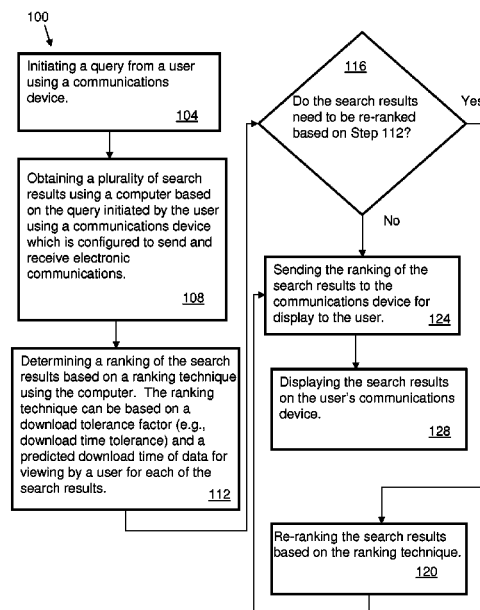 100
Initiating a query from a user
using a communications
device.
104
Obtaining a plurality of search
results using a computer based
on the query initiated by the user
using a communications device
which is configured to send and
receive electronic
communications.
108
Determining a ranking of the search
results based on a ranking technique
using the computer. The ranking
technique can be based on a
download tolerance factor (e.g.,
download time tolerance) and a
predicted download time of data for
viewing by a user for each of the
search results.
112
116
Do the search results
need to be re-ranked
based on Step 112?
Yes
No
Sending the ranking of the
search results to the
communications device for
display to the user.
124
Displaying the search results
on the user's communications
device.
128
Re-ranking the search results
based on the ranking technique.
120